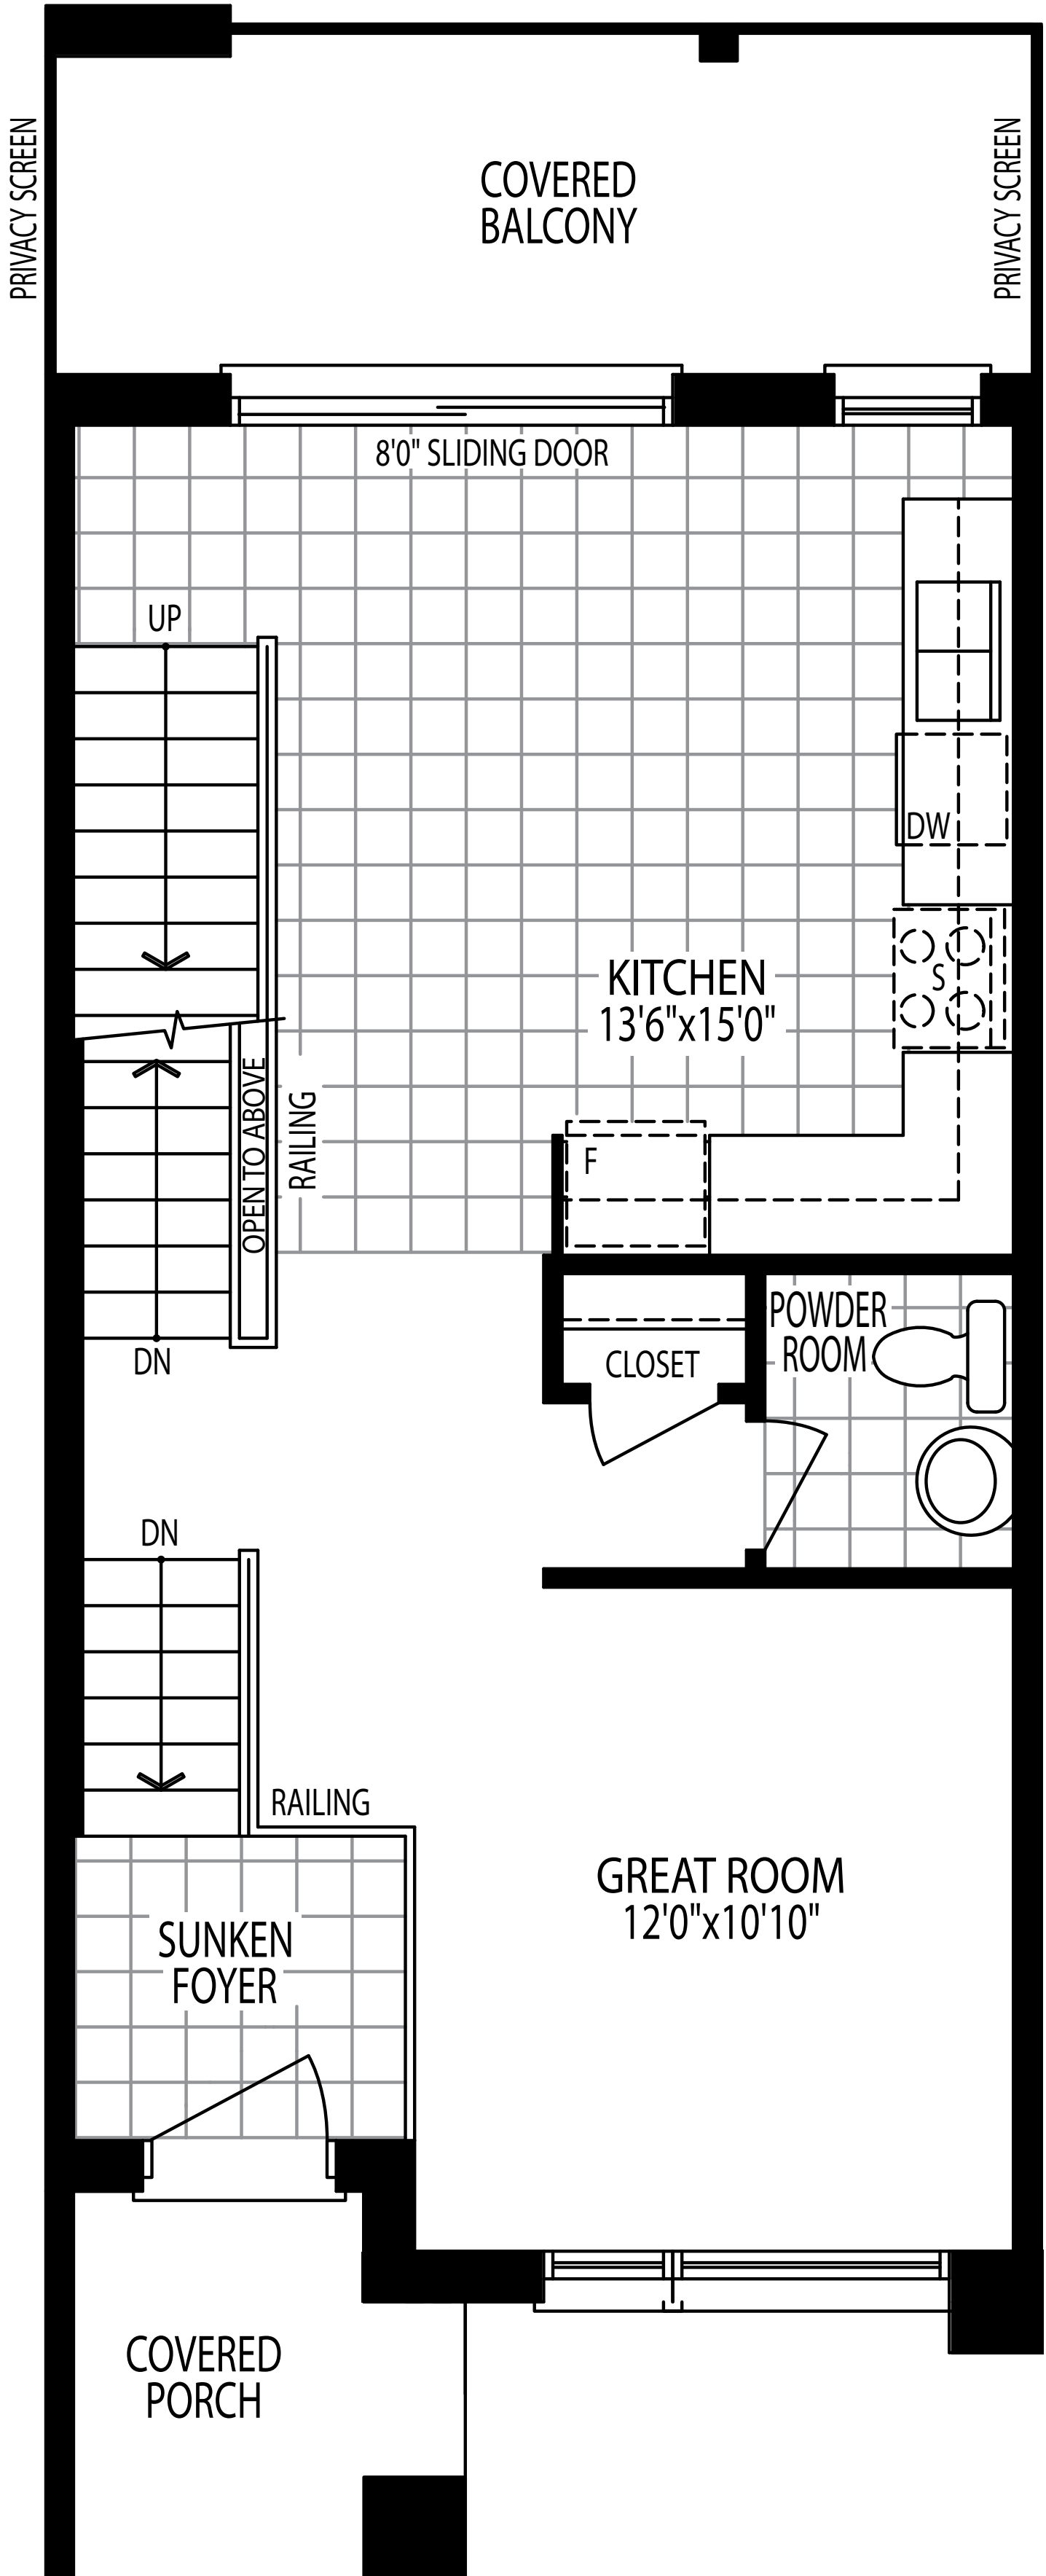 PRIVACY SCREEN
PRIVACY SCREEN
COVERED
BALCONY
8'0" SLIDING DOOR
UP
DW
S
KITCHEN
13'6"x15'0"
OPEN TO ABOVE
RAILING
F
DN
CLOSET
POWDER
ROOM
DN
RAILING
GREAT ROOM
12'0"x10'10"
SUNKEN
FOYER
COVERED
PORCH